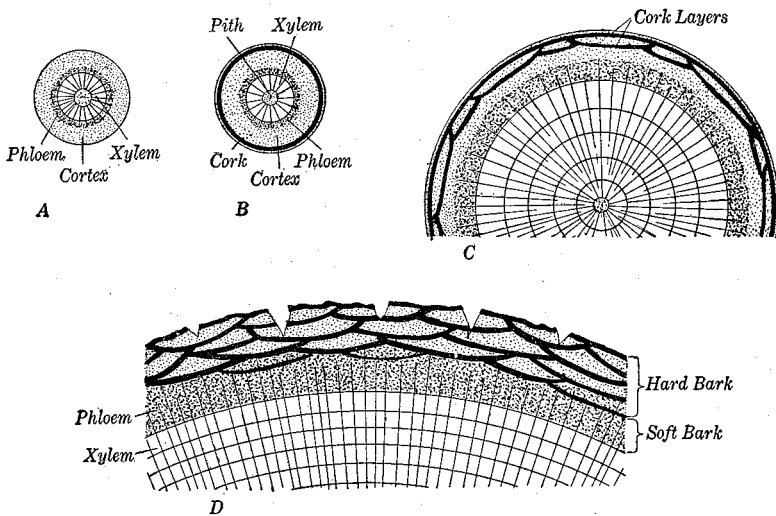 Pith
Xylem
Cork Layers
Phloem
Xylem
Cortex
Cork
Phloem
Cortex
A
B
C
Hard Bark
Phloem
Soft Bark
Xylem
D